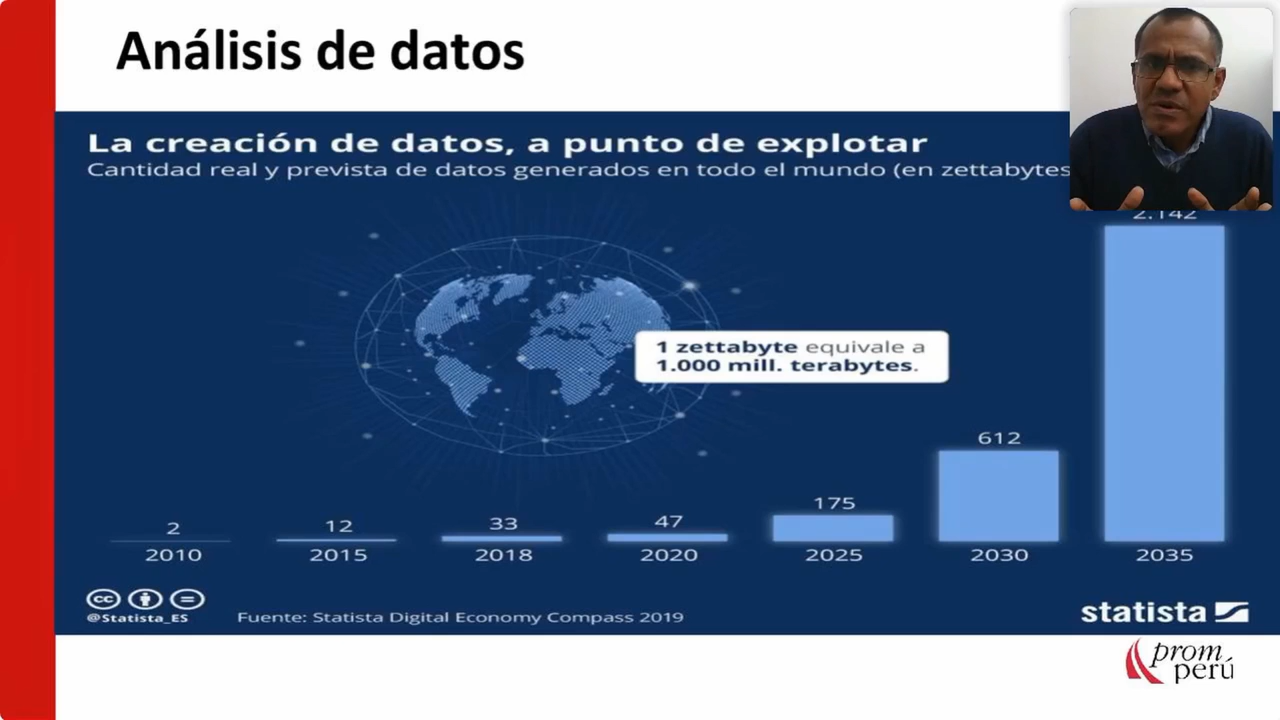 Análisis de datos
La creación de datos, a punto de explotar
Cantidad real y prevista de datos generados en todo el mundo (en zettabytes
2.142
1 zettabyte equivale a
1.000 mill. terabytes.
612
175
47
33
12
2
2010
2015
2018
2020
2025
2030
2035
cc
@Statista_ES
Fuente: Statista Digital Economy Compass 2019
statista
prom
perú